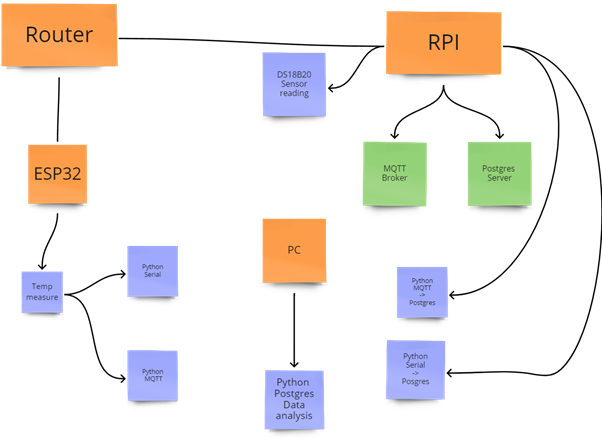 Router
RPI
DS18B20
Sensor
reading
ESP32
MQTT
Broker
Postgres
Server
PC
Temp
measure
Python
Serial
Python
MQTT
Python
MQTT
->
Postgres
Python
Serial
->
Posgres
Python
Postgres
Data
analysis